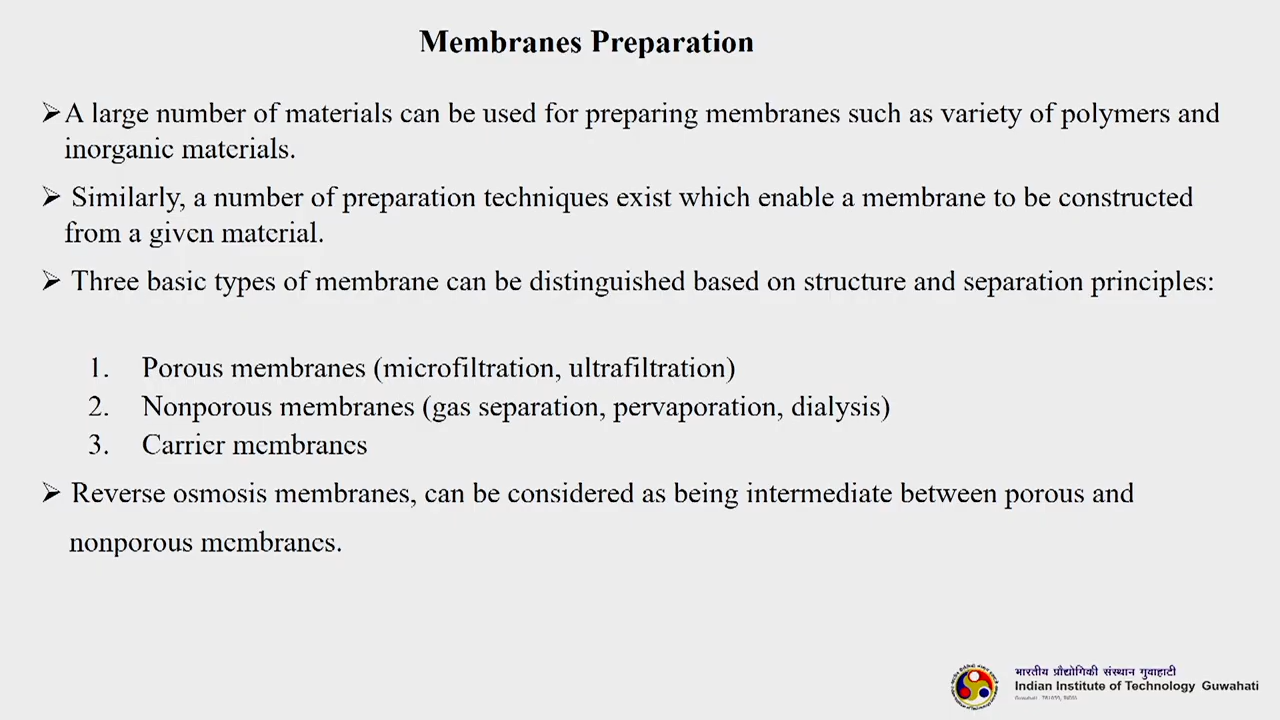 Membranes Preparation
➢A large number of materials can be used for preparing membranes such as variety of polymers and
inorganic materials.
➢ Similarly, a number of preparation techniques exist which enable a membrane to be constructed
from a given material.
➢ Three basic types of membrane can be distinguished based on structure and separation principles:
1. Porous membranes (microfiltration, ultrafiltration)
2. Nonporous membranes (gas separation, pervaporation, dialysis)
3. Carrier membranes
➢ Reverse osmosis membranes, can be considered as being intermediate between porous and
nonporous membranes.
भारतीय प्रौद्योगिकी संस्थान गुवाहाटी
Indian Institute of Technology Guwahati